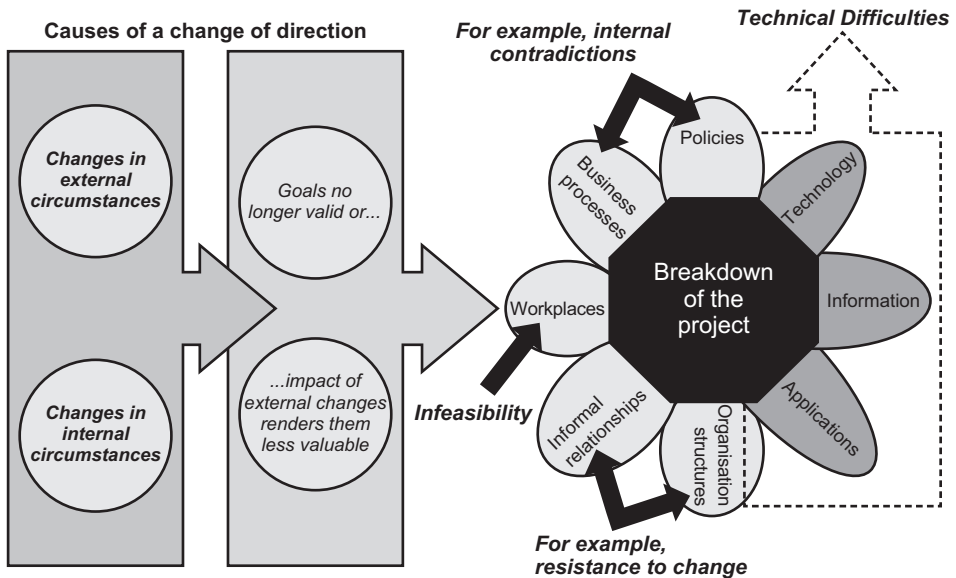 Causes of a change of direction
Changes in
external
circumstances
Changes in
internal
circumstances
Goals no
longer valid or...
...impact of
external changes
renders them
less valuable
For example, internal
contradictions
Technical Difficulties
Policies
Business
processes
Technology
Workplaces
Breakdown
of the
project
Information
Infeasibility
Informal
relationships
Organisation
structures
Applications
For example,
resistance to change